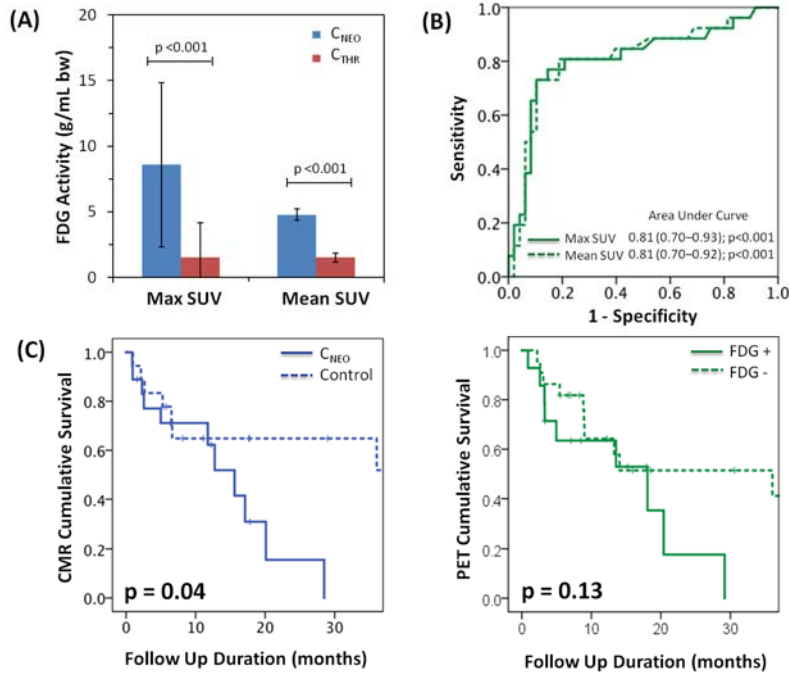 (A)
FDG Activity (g/mL bw)
20
15
10
5
0
p <0.001
p <0.001
C_NEO
C_THR
Max SUV
Mean SUV
(B)
Sensitivity
1.0
0.8
0.6
0.4
0.2
0.0
Area Under Curve
Max SUV 0.81 (0.70–0.93); p<0.001
Mean SUV 0.81 (0.70–0.92); p<0.001
0.0 0.2 0.4 0.6 0.8 1.0
1 - Specificity
(C)
CMR Cumulative Survival
1.0
0.8
0.6
0.4
0.2
0.0
C_NEO
Control
p = 0.04
0 10 20 30
Follow Up Duration (months)
PET Cumulative Survival
1.0
0.8
0.6
0.4
0.2
0.0
FDG +
FDG -
p = 0.13
0 10 20 30
Follow Up Duration (months)